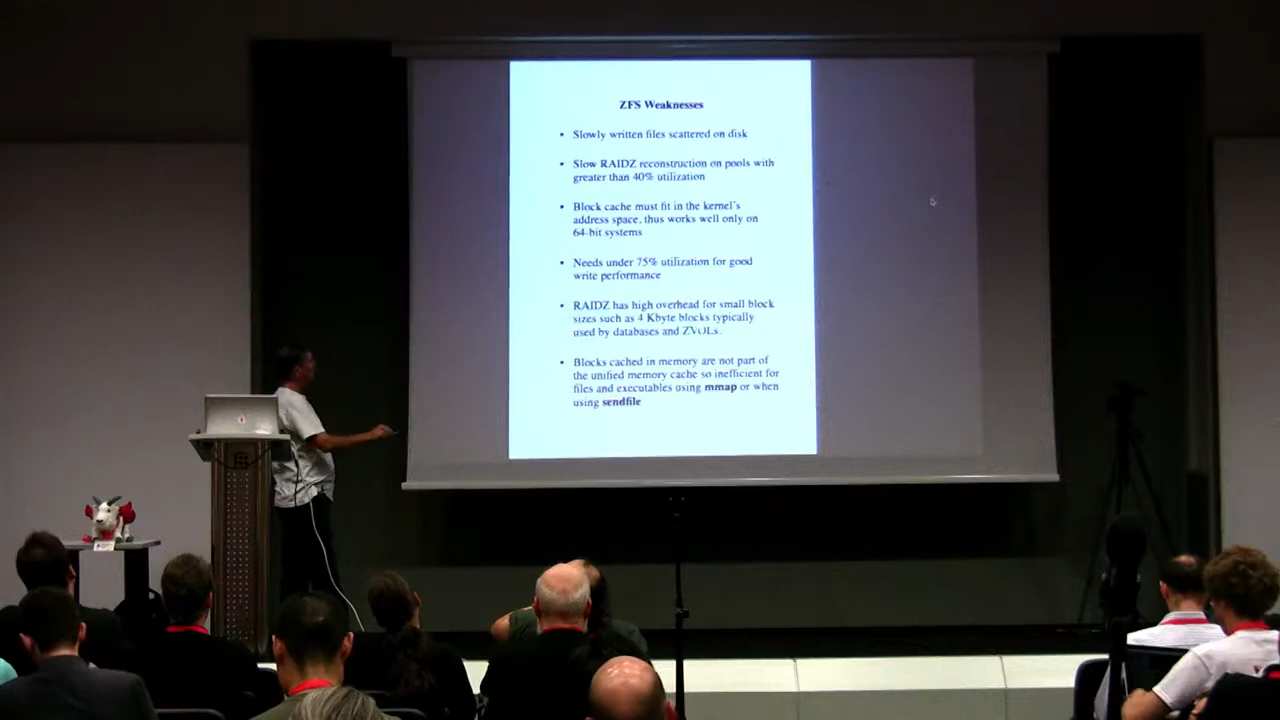 ZFS Weaknesses
• Slowly written files scattered on disk
• Slow RAIDZ reconstruction on pools with
greater than 40% utilization
• Block cache must fit in the kernel's
address space, thus works well only on
64-bit systems
• Needs under 75% utilization for good
write performance
• RAIDZ has high overhead for small block
sizes such as 4 Kbyte blocks typically
used by databases and ZVOLs.
• Blocks cached in memory are not part of
the unified memory cache so inefficient for
files and executables using mmap or when
using sendfile